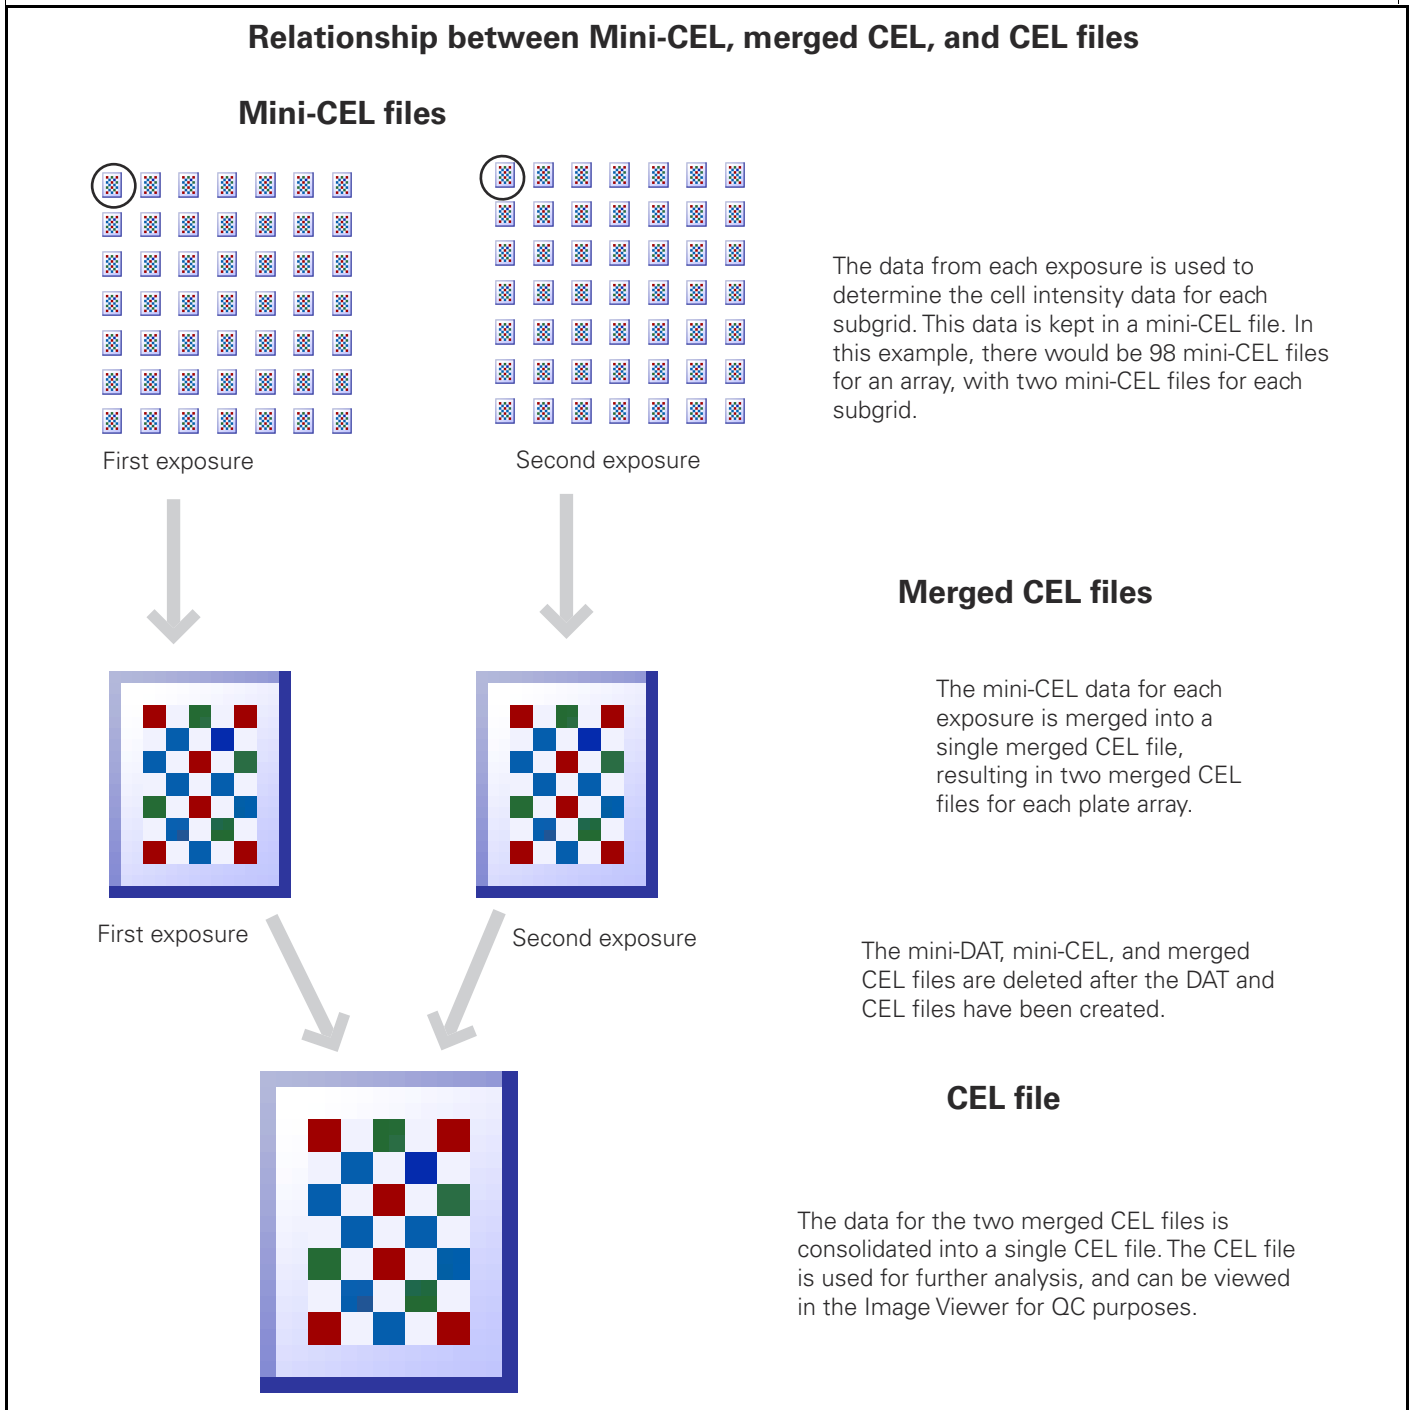 Relationship between Mini-CEL, merged CEL, and CEL files
Mini-CEL files
The data from each exposure is used to
determine the cell intensity data for each
subgrid. This data is kept in a mini-CEL file. In
this example, there would be 98 mini-CEL files
for an array, with two mini-CEL files for each
subgrid.
First exposure
Second exposure
Merged CEL files
The mini-CEL data for each
exposure is merged into a
single merged CEL file,
resulting in two merged CEL
files for each plate array.
First exposure
Second exposure
The mini-DAT, mini-CEL, and merged
CEL files are deleted after the DAT and
CEL files have been created.
CEL file
The data for the two merged CEL files is
consolidated into a single CEL file. The CEL file
is used for further analysis, and can be viewed
in the Image Viewer for QC purposes.